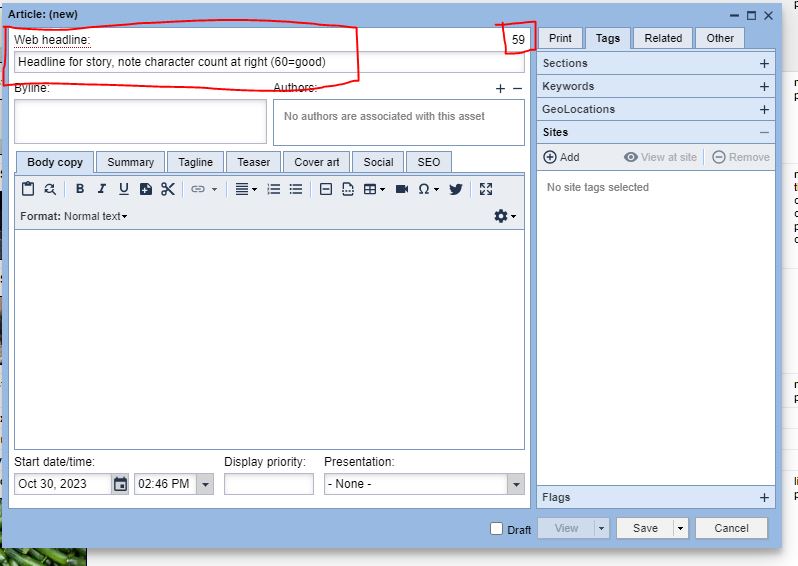 Article: (new)
Web headline: 59
Headline for story, note character count at right (60=good)
Byline:
Authors:
No authors are associated with this asset
Body copy Summary Tagline Teaser Cover art Social SEO
B I U
Ω
Format: Normal text
Start date/time: Display priority: Presentation:
Oct 30, 2023 02:46 PM - None -
Print Tags Related Other
Sections
Keywords
GeoLocations
Sites
Add View at site Remove
No site tags selected
Flags
Draft View Save Cancel